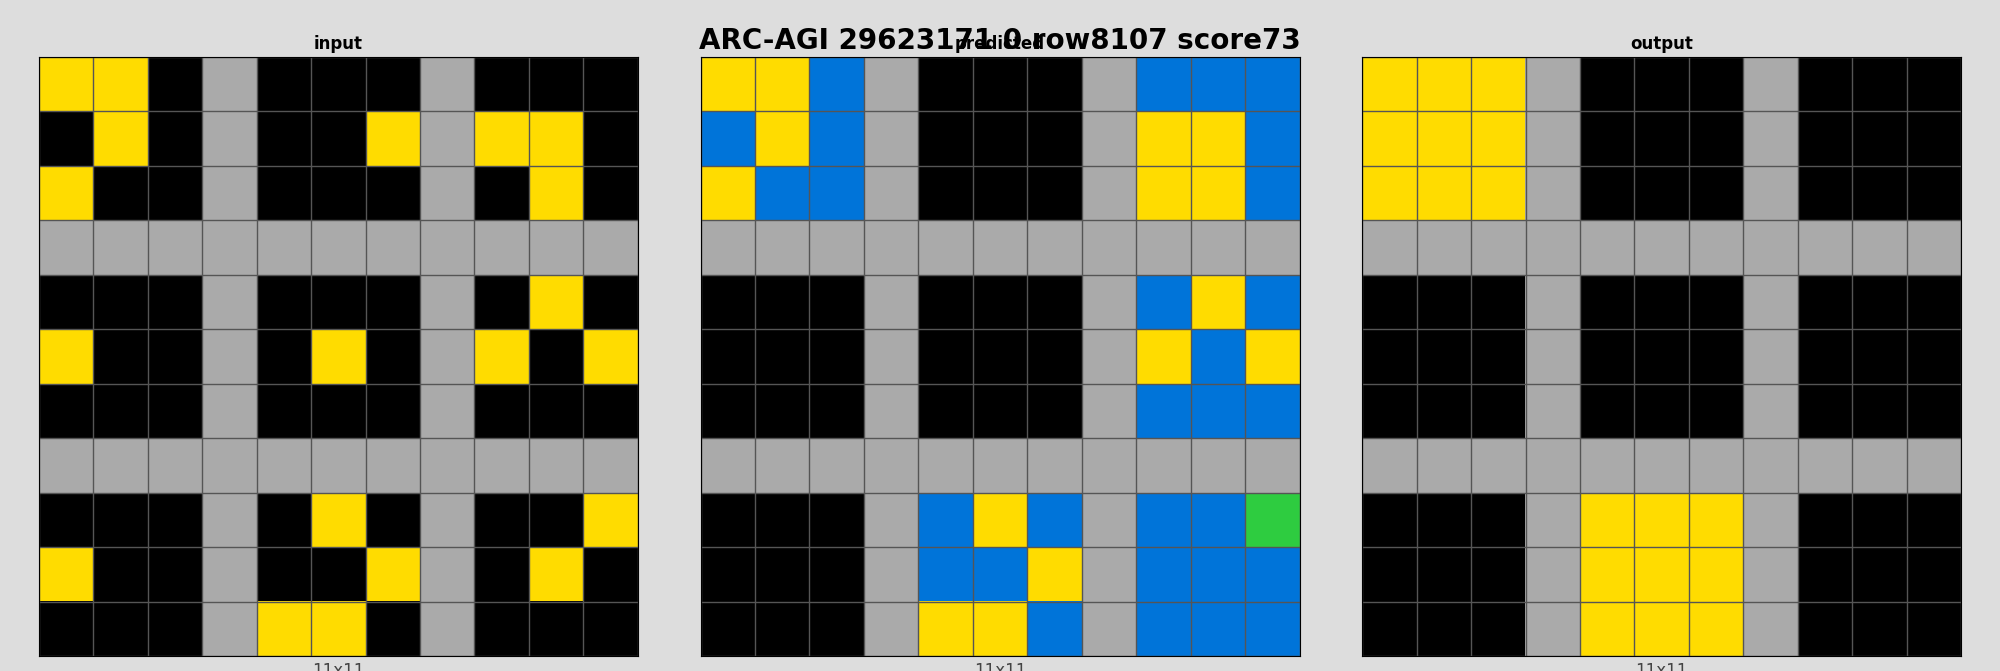 ARC-AGI 29623171.0 row8107 score73
input
predicted
output
11x11
11x11
11x11